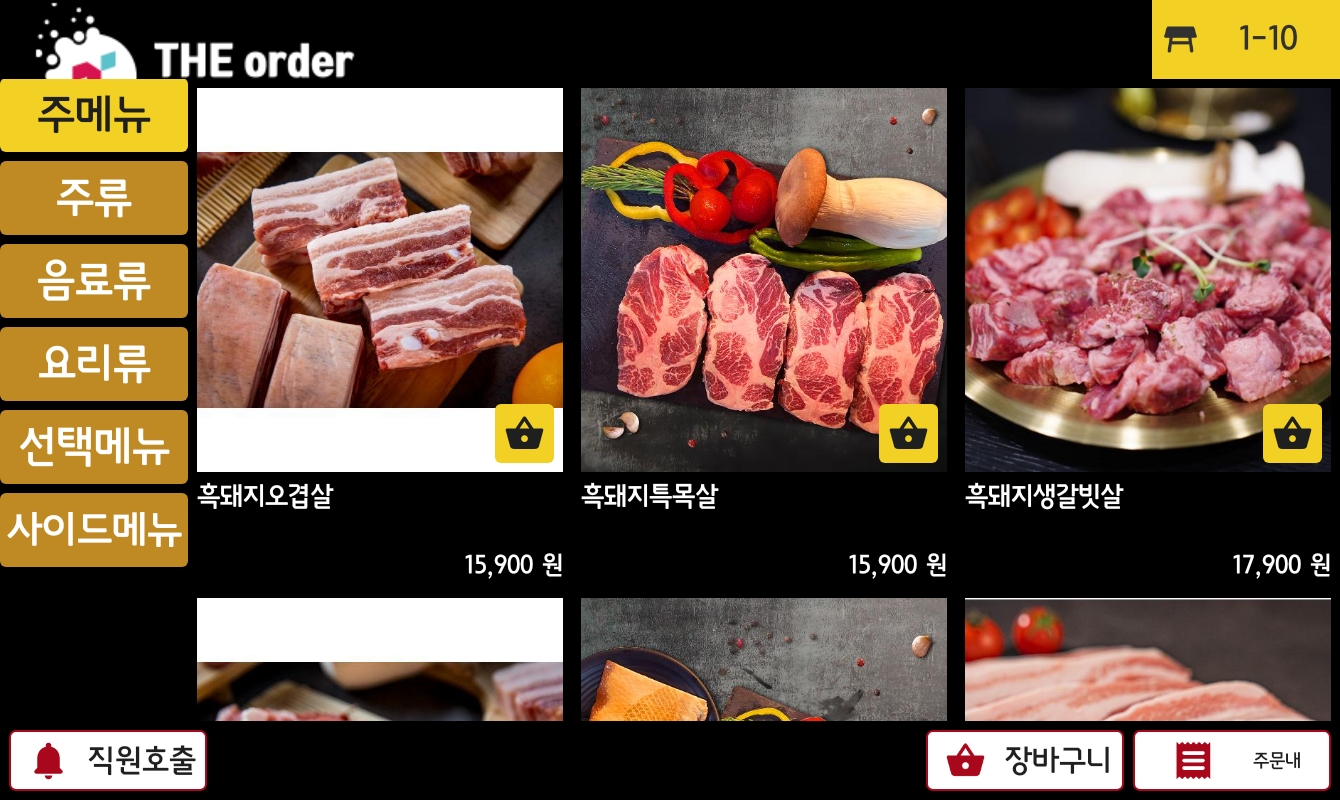 THE order
1-10
주메뉴
주류
음료류
요리류
선택메뉴
사이드메뉴
흑돼지오겹살
15,900 원
흑돼지특목살
15,900 원
흑돼지생갈빗살
17,900 원
직원호출
장바구니
주문내